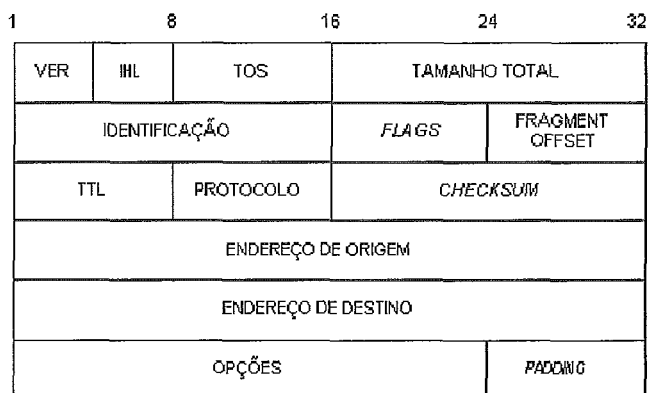 1 8 16 24 32
VER IHL TOS TAMANHO TOTAL
IDENTIFICAÇÃO FLAGS FRAGMENT
OFFSET
TTL PROTOCOLO CHECKSUM
ENDEREÇO DE ORIGEM
ENDEREÇO DE DESTINO
OPÇÕES PADDING